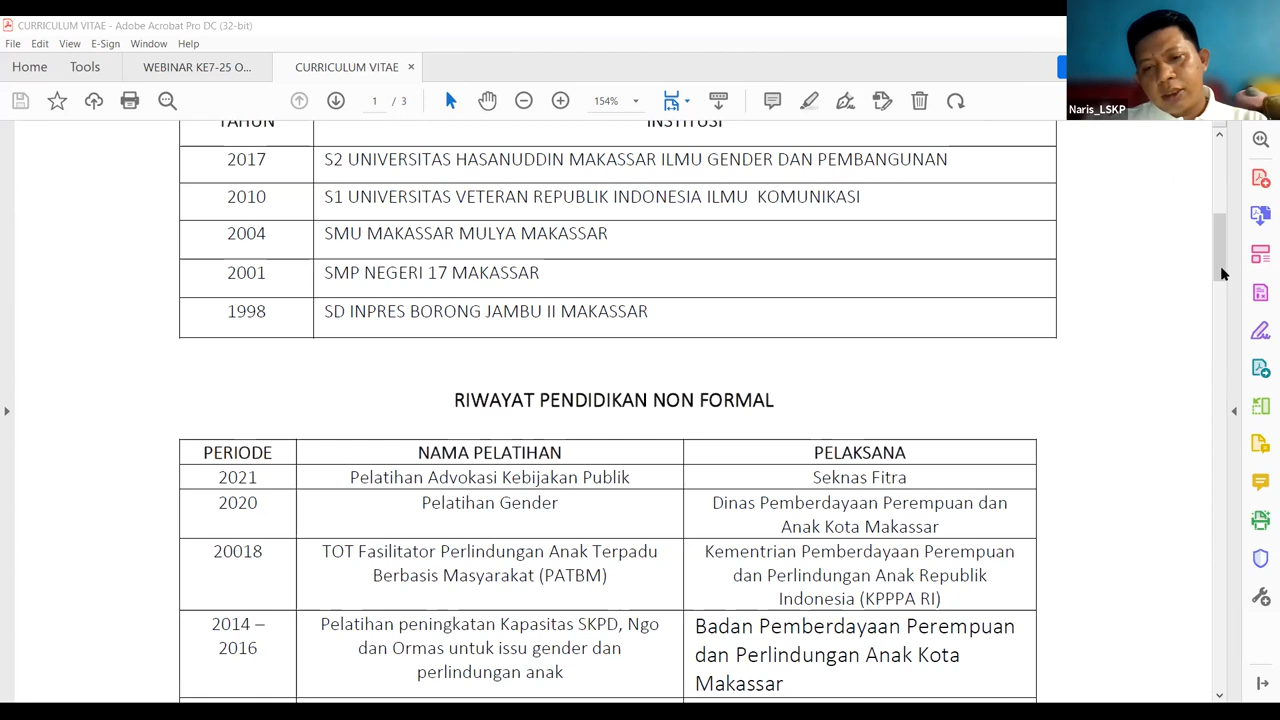 CURRICULUM VITAE - Adobe Acrobat Pro DC (32-bit)
File Edit View E-Sign Window Help
Home Tools WEBINAR KE7-25 O... CURRICULUM VITAE ×
1 / 3 154%
Naris_LSKP
TAHUN INSTITUSI
2017 S2 UNIVERSITAS HASANUDDIN MAKASSAR ILMU GENDER DAN PEMBANGUNAN
2010 S1 UNIVERSITAS VETERAN REPUBLIK INDONESIA ILMU KOMUNIKASI
2004 SMU MAKASSAR MULYA MAKASSAR
2001 SMP NEGERI 17 MAKASSAR
1998 SD INPRES BORONG JAMBU II MAKASSAR
RIWAYAT PENDIDIKAN NON FORMAL
PERIODE NAMA PELATIHAN PELAKSANA
2021 Pelatihan Advokasi Kebijakan Publik Seknas Fitra
2020 Pelatihan Gender Dinas Pemberdayaan Perempuan dan
Anak Kota Makassar
20018 TOT Fasilitator Perlindungan Anak Terpadu Kementrian Pemberdayaan Perempuan
Berbasis Masyarakat (PATBM) dan Perlindungan Anak Republik
Indonesia (KPPPA RI)
2014 – Pelatihan peningkatan Kapasitas SKPD, Ngo Badan Pemberdayaan Perempuan
2016 dan Ormas untuk issu gender dan dan Perlindungan Anak Kota
perlindungan anak Makassar